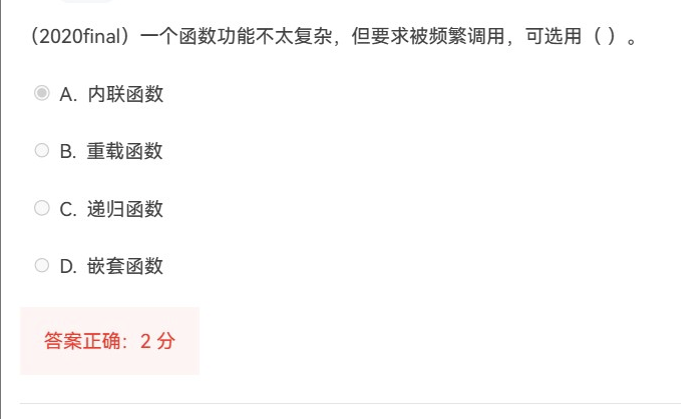 （2020final）一个函数功能不太复杂，但要求被频繁调用，可选用（ ）。
A. 内联函数
B. 重载函数
C. 递归函数
D. 嵌套函数
答案正确：2 分